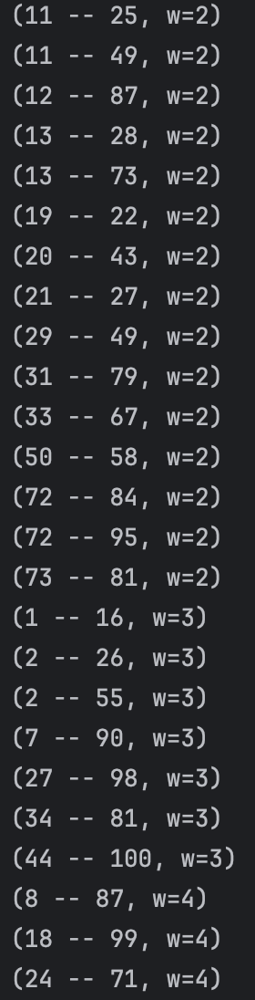 (11 -- 25, w=2)
(11 -- 49, w=2)
(12 -- 87, w=2)
(13 -- 28, w=2)
(13 -- 73, w=2)
(19 -- 22, w=2)
(20 -- 43, w=2)
(21 -- 27, w=2)
(29 -- 49, w=2)
(31 -- 79, w=2)
(33 -- 67, w=2)
(50 -- 58, w=2)
(72 -- 84, w=2)
(72 -- 95, w=2)
(73 -- 81, w=2)
(1 -- 16, w=3)
(2 -- 26, w=3)
(2 -- 55, w=3)
(7 -- 90, w=3)
(27 -- 98, w=3)
(34 -- 81, w=3)
(44 -- 100, w=3)
(8 -- 87, w=4)
(18 -- 99, w=4)
(24 -- 71, w=4)